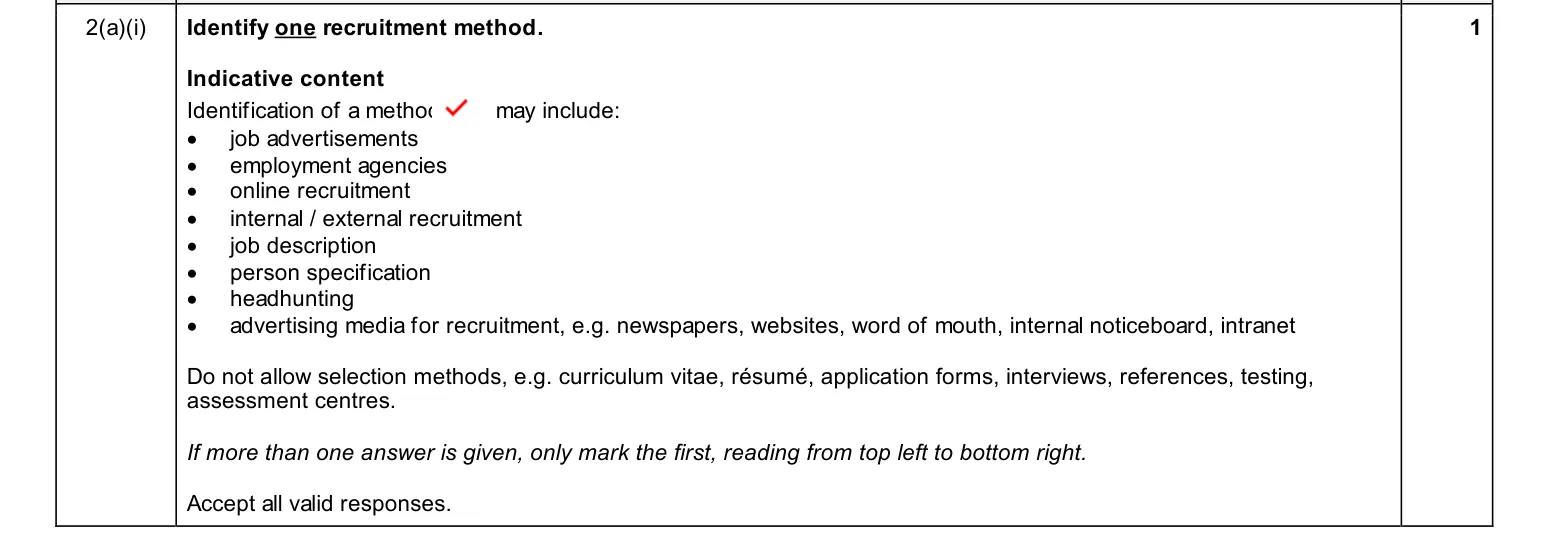 2(a)(i) Identify one recruitment method. 1
Indicative content
Identification of a method may include:
• job advertisements
• employment agencies
• online recruitment
• internal / external recruitment
• job description
• person specification
• headhunting
• advertising media for recruitment, e.g. newspapers, websites, word of mouth, internal noticeboard, intranet
Do not allow selection methods, e.g. curriculum vitae, résumé, application forms, interviews, references, testing,
assessment centres.
If more than one answer is given, only mark the first, reading from top left to bottom right.
Accept all valid responses.